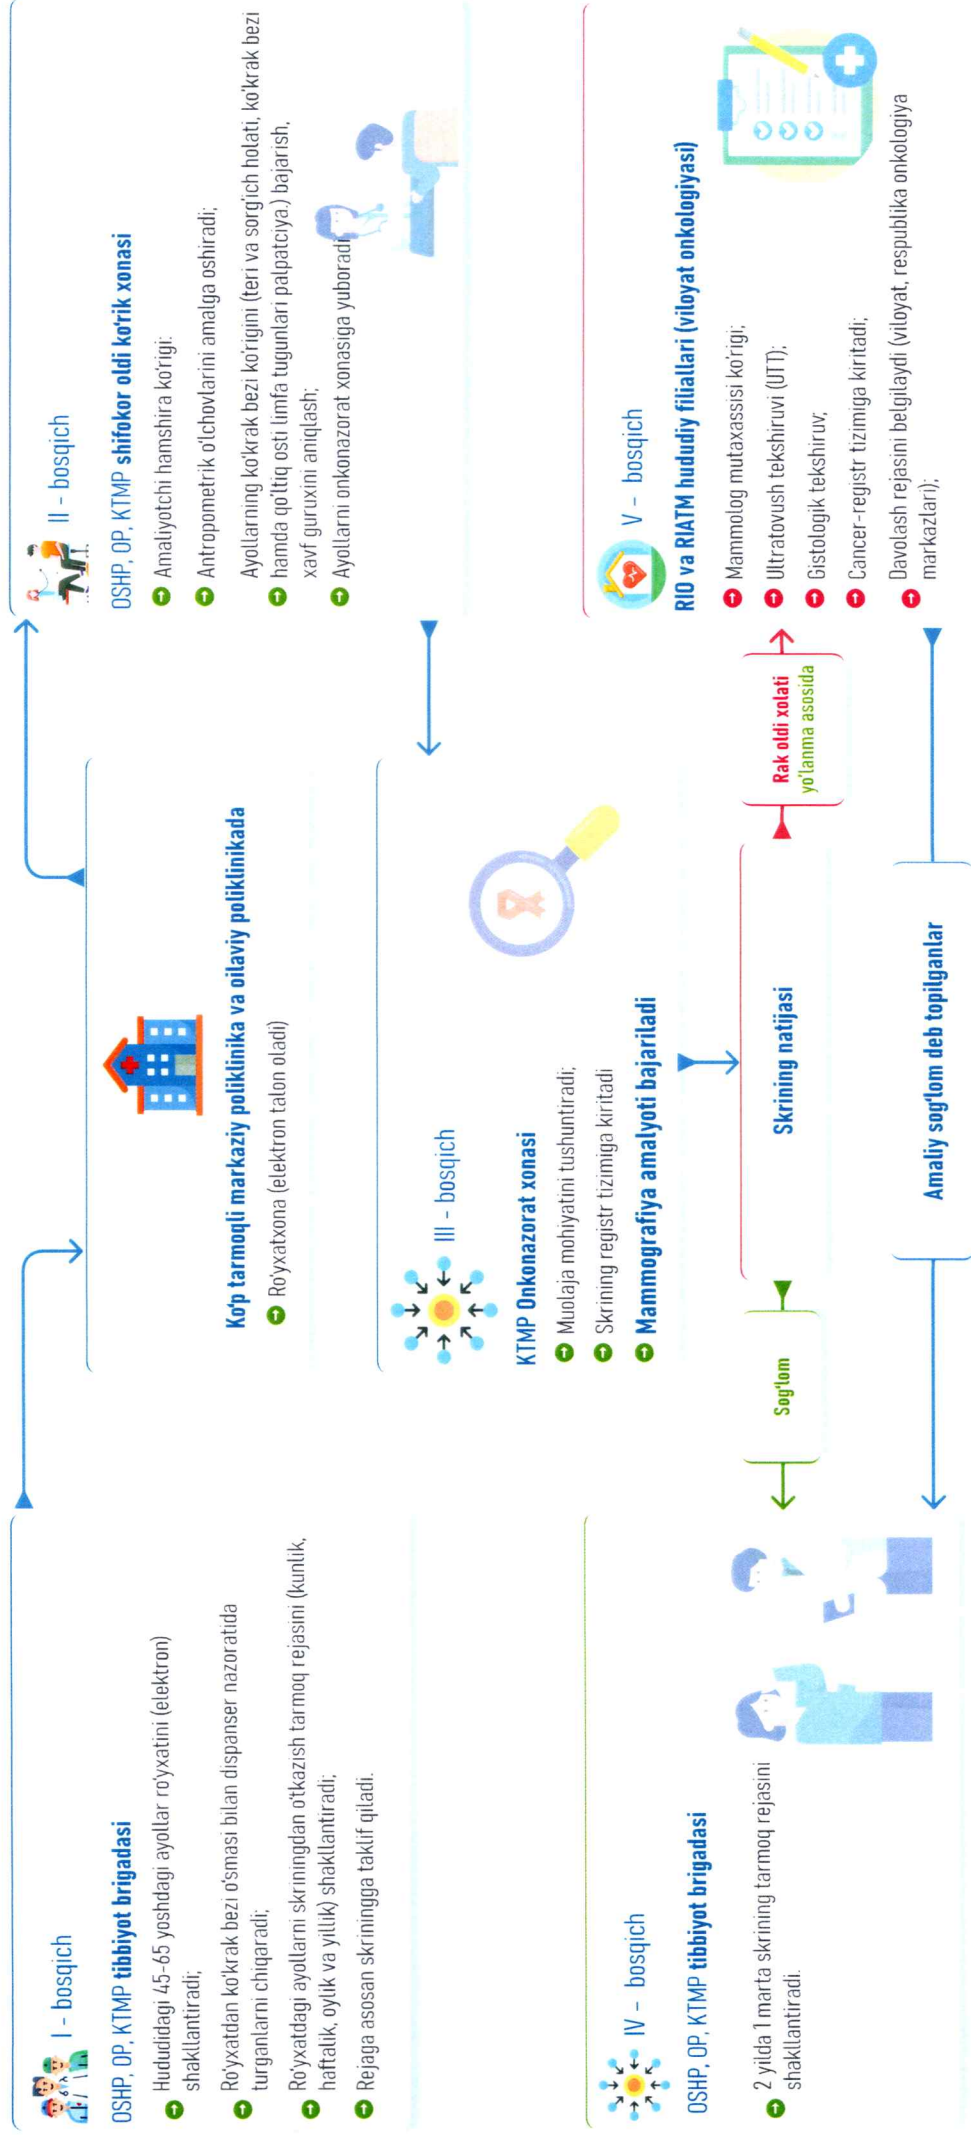 I - bosqich
OSHP, OP, KTMP tibbiyot brigadasi
Hududidagi 45-65 yoshdagi ayollar ro'yxatini (elektron)
shakllantiradi;
Ro'yxatdan ko'krak bezi o'smasi bilan dispanser nazoratida
turganlarni chiqaradi;
Ro'yxatdagi ayollarni skriningdan o'tkazish tarmoq rejasini (kunlik,
haftalik, oylik va yillik) shakllantiradi;
Rejaga asosan skriningga taklif qiladi.
Ko'p tarmoqli markaziy poliklinika va oilaviy poliklinikada
Ro'yxatxona (elektron talon oladi)
II - bosqich
OSHP, OP, KTMP shifokor oldi ko'rik xonasi
Amaliyotchi hamshira ko'rigi:
Antropometrik o'lchovlarini amalga oshiradi;
Ayollarning ko'krak bezi ko'rigini (teri va sorg'ich holati, ko'krak bezi
hamda qo'ltiq osti limfa tugunlari palpatciya.) bajarish,
xavf guruxini aniqlash;
Ayollarni onkonazorat xonasiga yuboradi
III - bosqich
KTMP Onkonazorat xonasi
Muolaja mohiyatini tushuntiradi;
Skrining registr tizimiga kiritadi
Mammografiya amalyoti bajariladi
Skrining natijasi
Sog'lom
Rak oldi xolati
yo'lanma asosida
IV - bosqich
OSHP, OP, KTMP tibbiyot brigadasi
2 yilda 1 marta skrining tarmoq rejasini
shakllantiradi.
V - bosqich
RIO va RIATM hududiy filiallari (viloyat onkologiyasi)
Mammolog mutaxassisi ko'rigi;
Ultratovush tekshiruvi (UTT);
Gistologik tekshiruv;
Cancer-registr tizimiga kiritadi;
Davolash rejasini belgilaydi (viloyat, respublika onkologiya
markazlari);
Amaliy sog'lom deb topilganlar